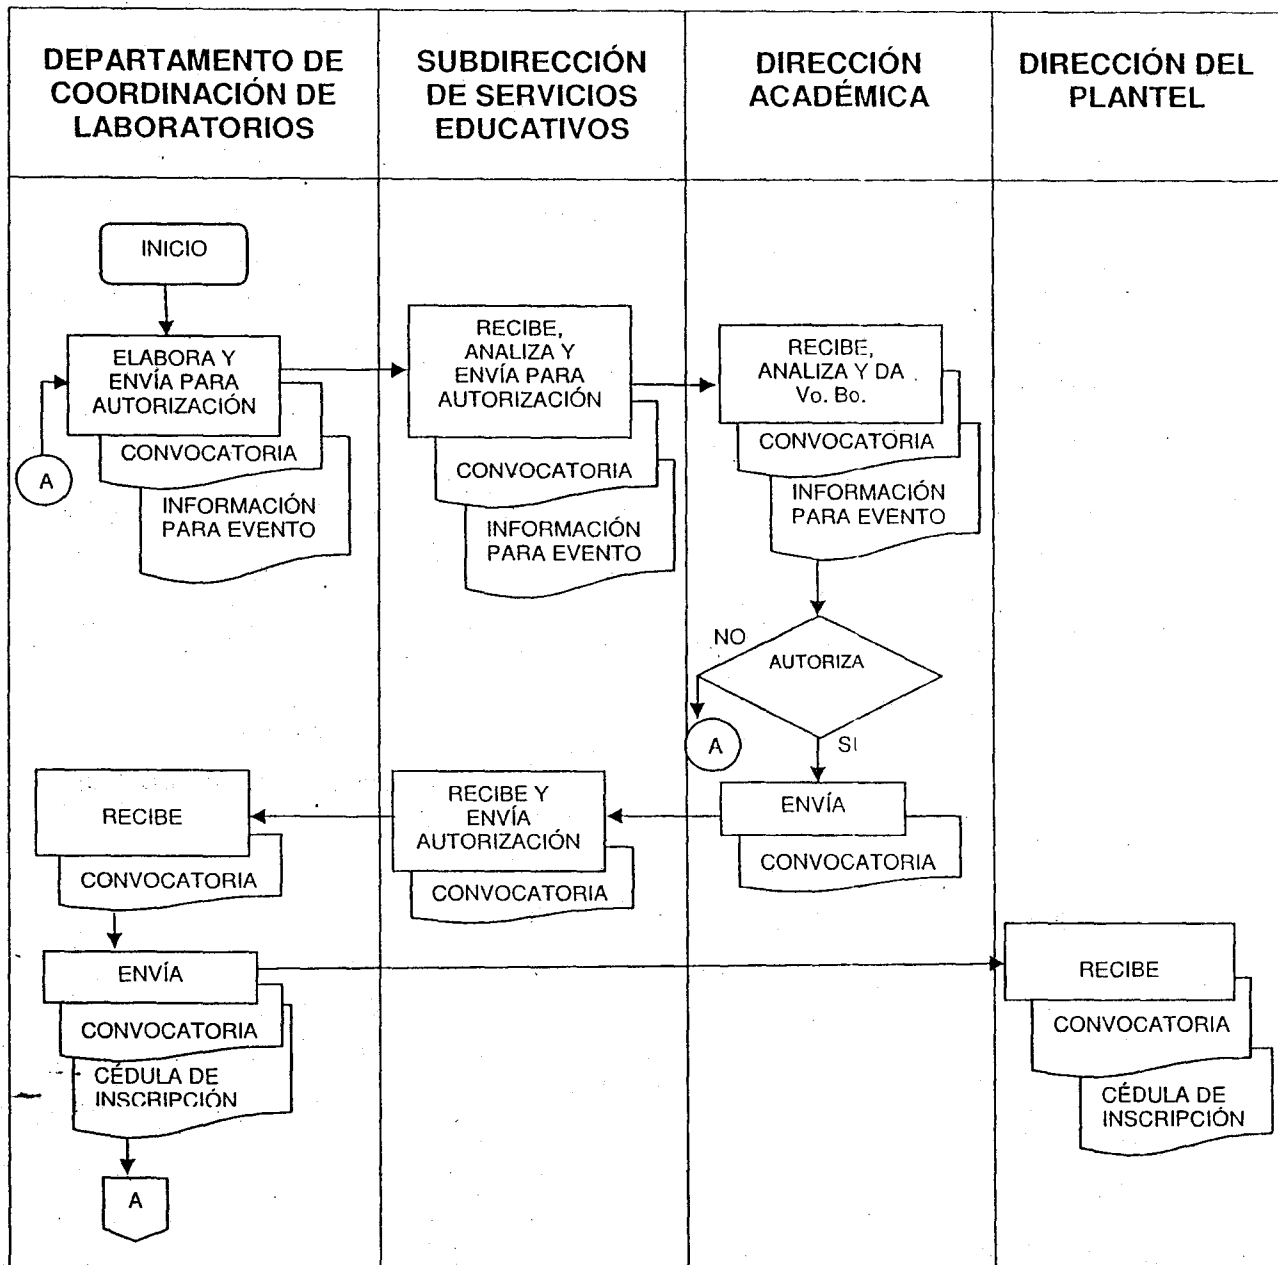 DEPARTAMENTO DE
COORDINACIÓN DE
LABORATORIOS
SUBDIRECCIÓN
DE SERVICIOS
EDUCATIVOS
DIRECCIÓN
ACADÉMICA
DIRECCIÓN DEL
PLANTEL
INICIO
ELABORA Y
ENVÍA PARA
AUTORIZACIÓN
CONVOCATORIA
INFORMACIÓN
PARA EVENTO
A
RECIBE,
ANALIZA Y
ENVÍA PARA
AUTORIZACIÓN
CONVOCATORIA
INFORMACIÓN
PARA EVENTO
RECIBE,
ANALIZA Y DA
Vo. Bo.
CONVOCATORIA
INFORMACIÓN
PARA EVENTO
NO
AUTORIZA
A
SI
ENVÍA
CONVOCATORIA
RECIBE Y
ENVÍA
AUTORIZACIÓN
CONVOCATORIA
RECIBE
CONVOCATORIA
ENVÍA
CONVOCATORIA
CÉDULA DE
INSCRIPCIÓN
RECIBE
CONVOCATORIA
CÉDULA DE
INSCRIPCIÓN
A